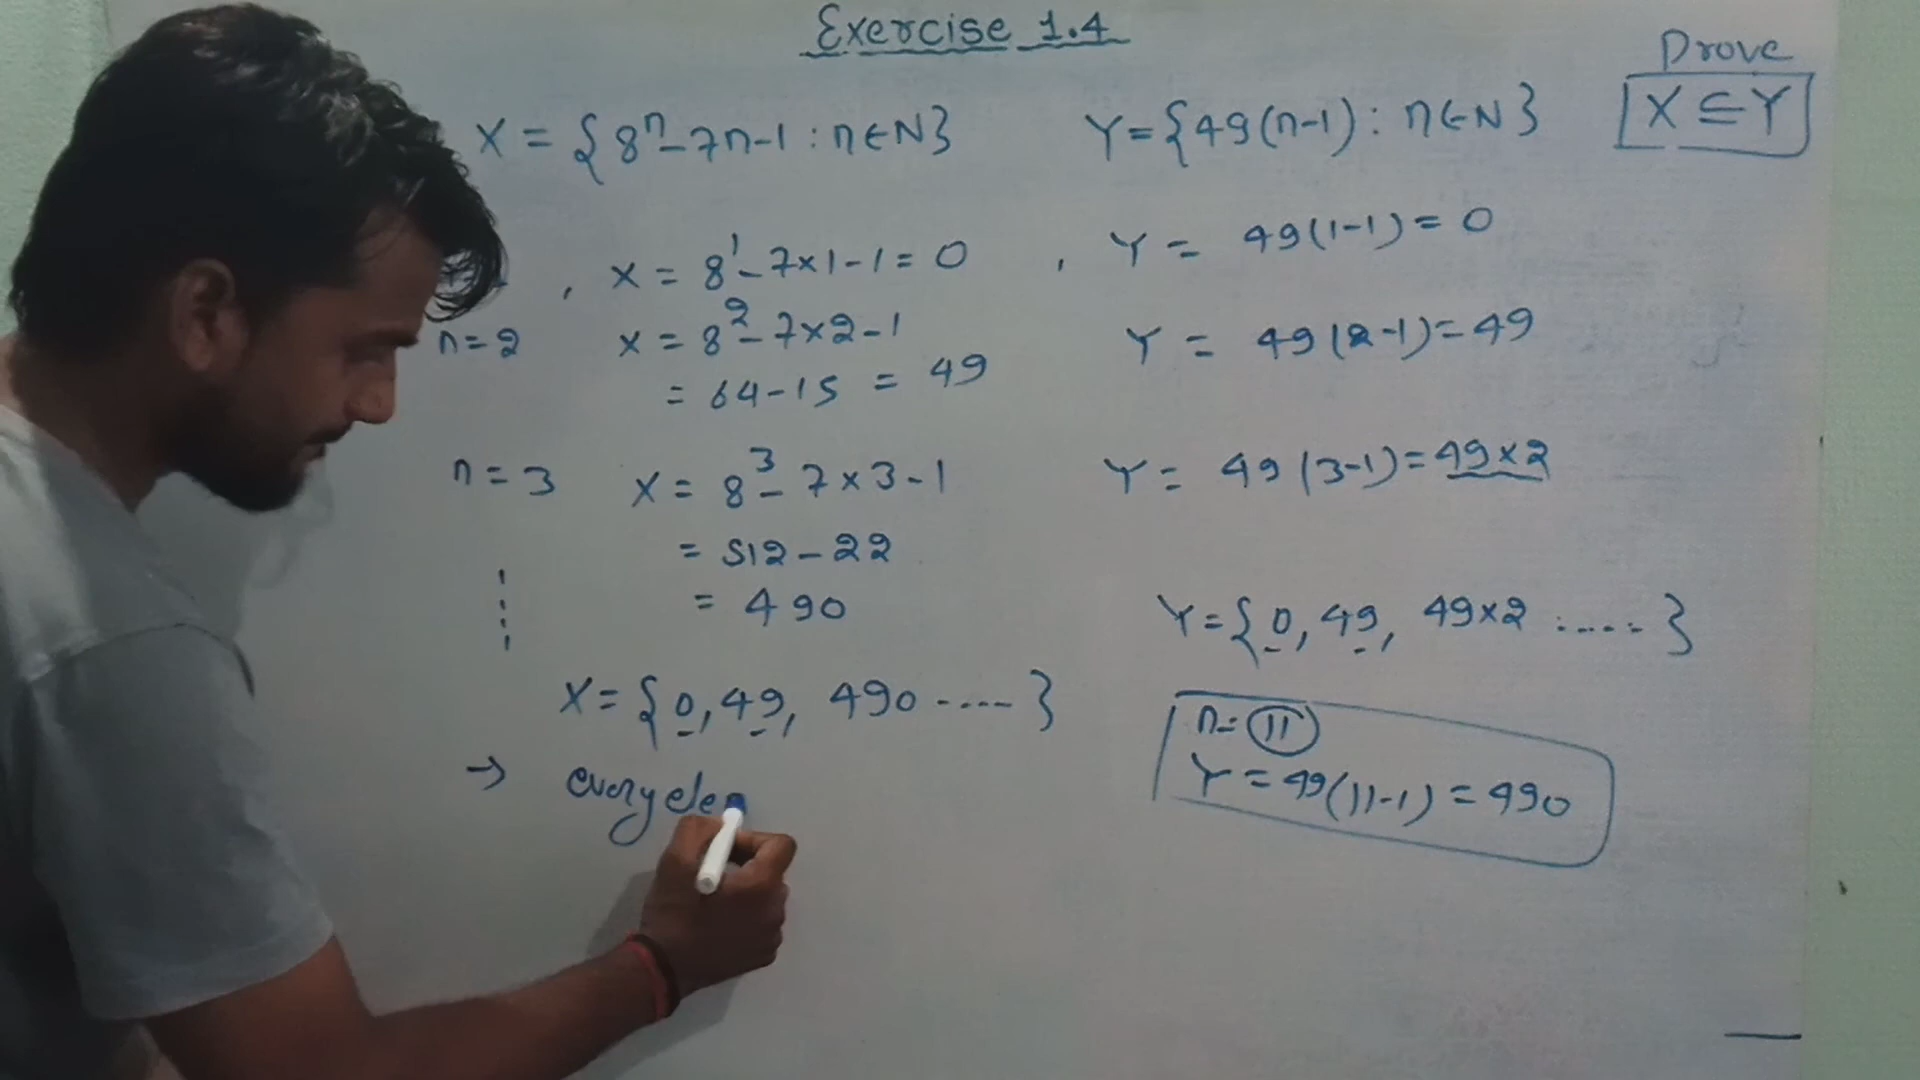 Exercise 1.4
Prove
X ⊆ Y
X = {8ⁿ-7n-1 : n∈N}
Y={49(n-1): n∈N}
, X = 8¹-7×1-1=0
, Y = 49(1-1)=0
n=2 X = 8²-7×2-1
= 64-15 = 49
Y = 49(2-1)=49
n=3 X = 8³-7×3-1
= 512-22
= 490
Y = 49(3-1)=49×2
Y={0,49, 49×2 ......}
X={0,49, 490 .....}
n=11
Y=49(11-1)=490
→ every elem